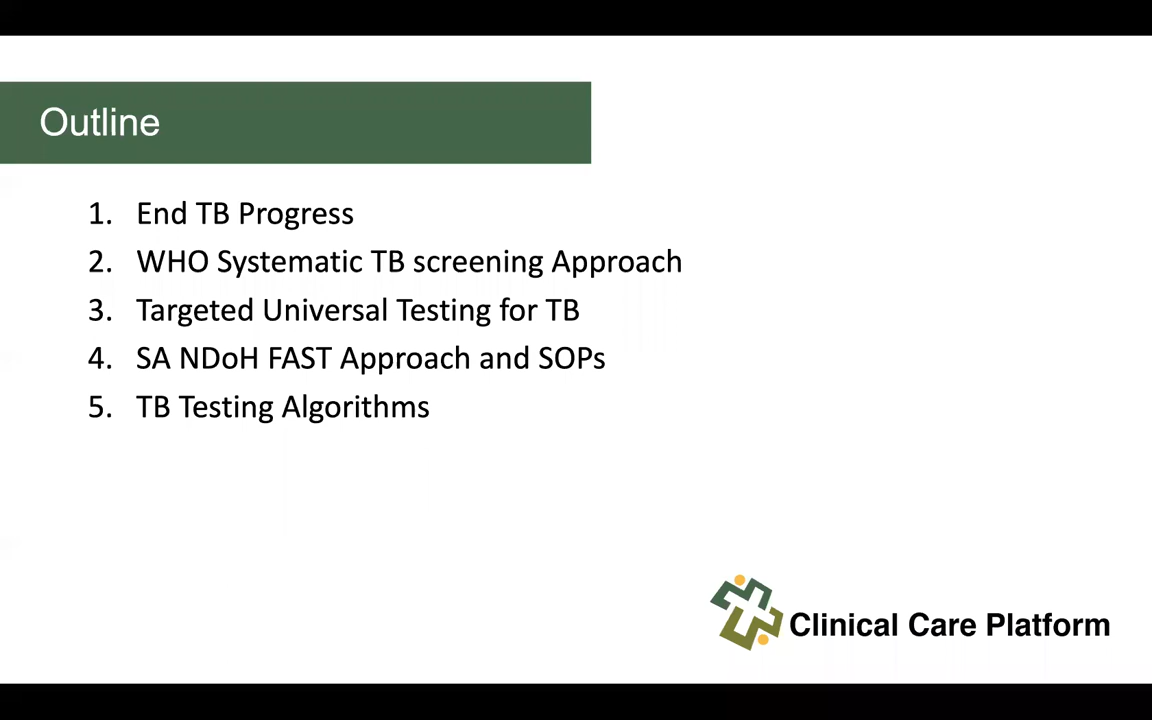 Outline
1. End TB Progress
2. WHO Systematic TB screening Approach
3. Targeted Universal Testing for TB
4. SA NDoH FAST Approach and SOPs
5. TB Testing Algorithms
Clinical Care Platform